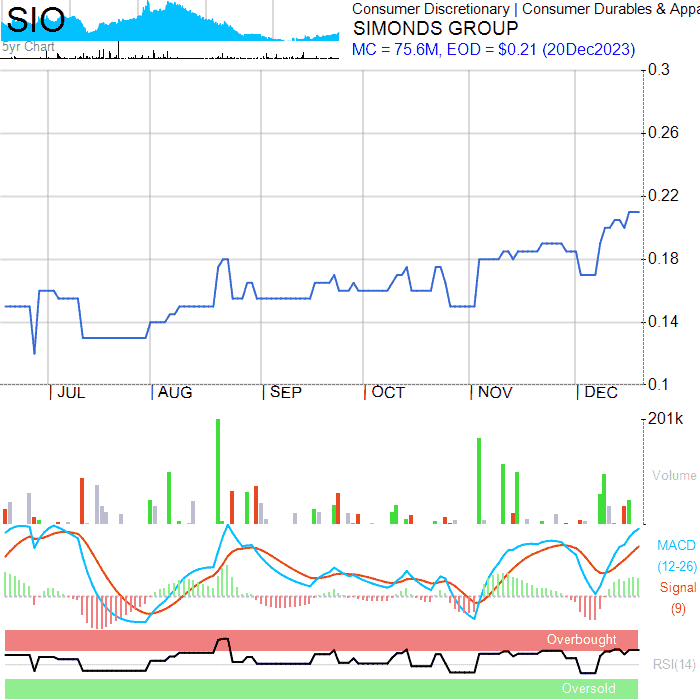 SIO
5yr Chart
Consumer Discretionary | Consumer Durables & Appa
SIMONDS GROUP
MC = 75.6M, EOD = $0.21 (20Dec2023)
0.3
0.26
0.22
0.18
0.14
0.1
JUL AUG SEP OCT NOV DEC
201k
Volume
MACD
(12-26)
Signal
(9)
Overbought
RSI(14)
Oversold